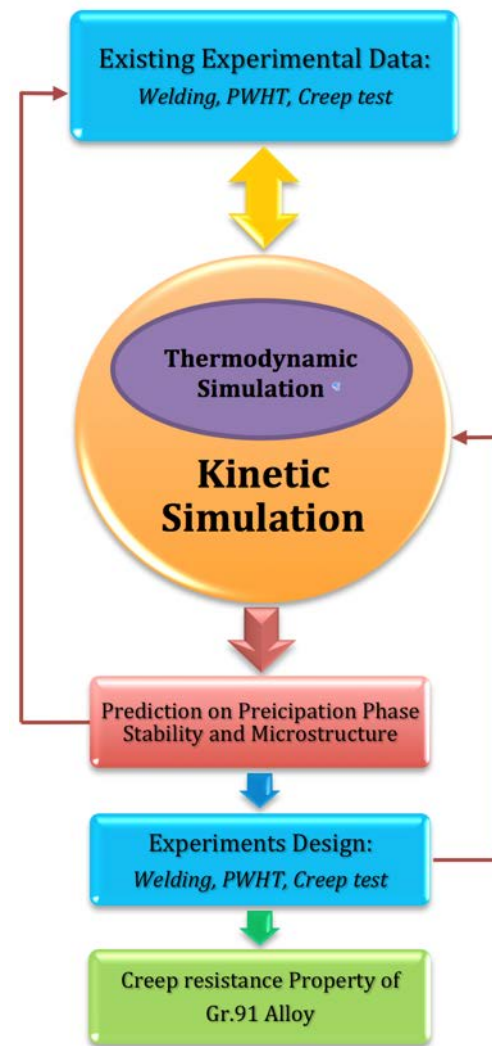 Existing Experimental Data:
Welding, PWHT, Creep test
Thermodynamic
Simulation
Kinetic
Simulation
Prediction on Preicipation Phase
Stability and Microstructure
Experiments Design:
Welding, PWHT, Creep test
Creep resistance Property of
Gr.91 Alloy